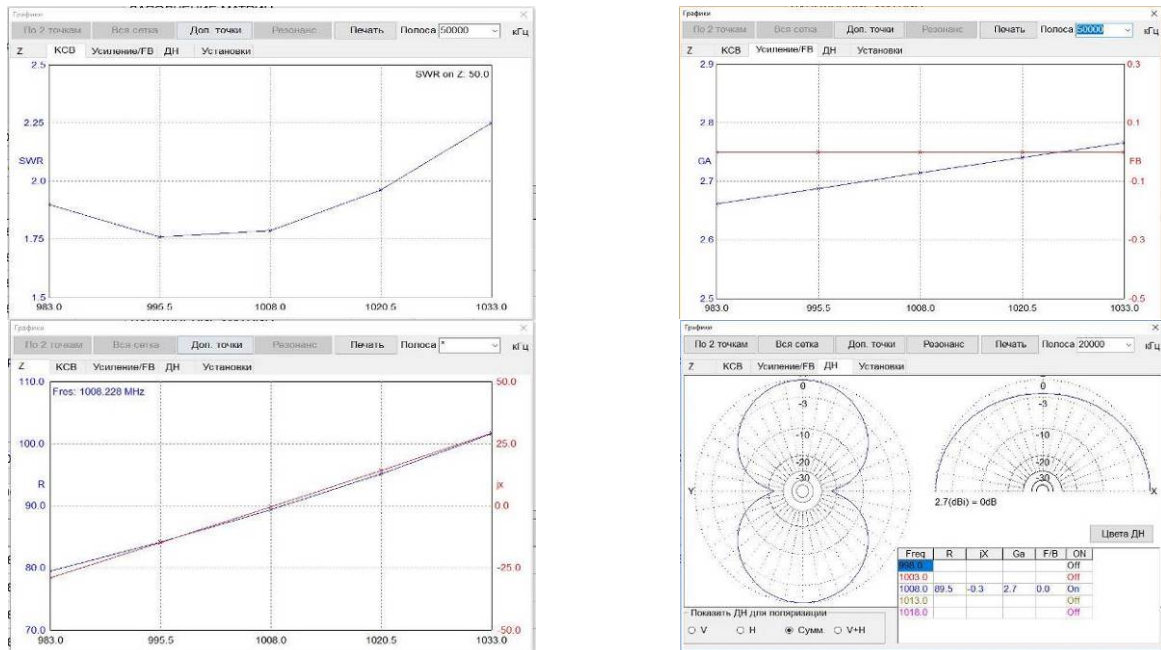 Графики
По 2 точкам Вся сетка Доп. точки Резонанс Печать Полоса 50000 кГц
Z КСВ Усиление/FB ДН Установки
2.5
SWR on Z: 50.0
2.25
SWR
2.0
1.75
1.5
983.0 995.5 1008.0 1020.5 1033.0
Графики
По 2 точкам Вся сетка Доп. точки Резонанс Печать Полоса 50000 кГц
Z КСВ Усиление/FB ДН Установки
2.9 0.3
2.8 0.1
GA FB
2.7 -0.1
2.6 -0.3
2.5 -0.5
983.0 995.5 1008.0 1020.5 1033.0
Графики
По 2 точкам Вся сетка Доп. точки Резонанс Печать Полоса * кГц
Z КСВ Усиление/FB ДН Установки
110.0 50.0
Fres: 1008.228 MHz
100.0 25.0
R jX
90.0 0.0
80.0 -25.0
70.0 -50.0
983.0 995.5 1008.0 1020.5 1033.0
Графики
По 2 точкам Вся сетка Доп. точки Резонанс Печать Полоса 20000 кГц
Z КСВ Усиление/FB ДН Установки
0 0
-3 -3
-10 -10
-20 -20
-30 -30
Y X
2.7(dBi) = 0dB
Цвета ДН
Freq R jX Ga F/B ON
998.0 Off
1003.0 Off
1008.0 89.5 -0.3 2.7 0.0 On
1013.0 Off
1018.0 Off
Показать ДН для поляризации
V H Сумм. V+H